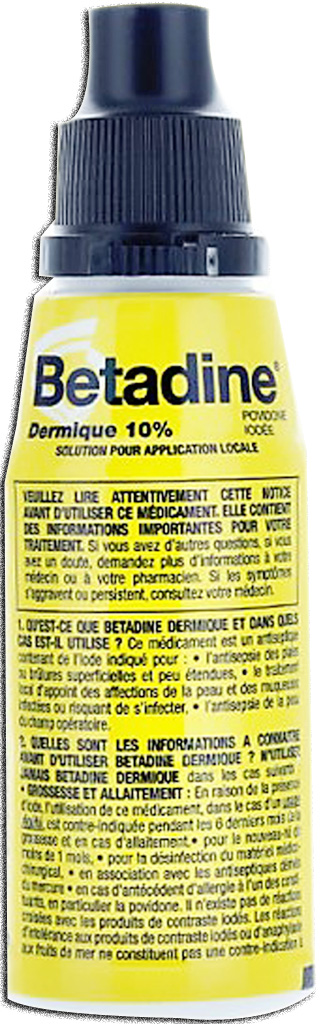 Betadine®
POVIDONE
Dermique 10%
IODÉE
SOLUTION POUR APPLICATION LOCALE
VEUILLEZ LIRE ATTENTIVEMENT CETTE NOTICE
AVANT D'UTILISER CE MÉDICAMENT. ELLE CONTIENT
DES INFORMATIONS IMPORTANTES POUR VOTRE
TRAITEMENT. Si vous avez d'autres questions, si vous
avez un doute, demandez plus d'informations à votre
médecin ou à votre pharmacien. Si les symptômes
s'aggravent ou persistent, consultez votre médecin.
1. QU'EST-CE QUE BETADINE DERMIQUE ET DANS QUELS
CAS EST-IL UTILISE ? Ce médicament est un antiseptique
contenant de l'iode indiqué pour : • l'antisepsie des plaies
ou brûlures superficielles et peu étendues, • le traitement
local d'appoint des affections de la peau et des muqueuses
infectées ou risquant de s'infecter, • l'antisepsie de la peau
du champ opératoire.
2. QUELLES SONT LES INFORMATIONS A CONNAITRE
AVANT D'UTILISER BETADINE DERMIQUE ? N'UTILISEZ
JAMAIS BETADINE DERMIQUE dans les cas suivants :
• GROSSESSE ET ALLAITEMENT : En raison de la présence
d'iode, l'utilisation de ce médicament, dans le cas d'un usage
répété, est contre-indiquée pendant les 6 derniers mois de la
grossesse et en cas d'allaitement, • pour le nouveau-né de
moins de 1 mois, • pour la désinfection du matériel médico-
chirurgical, • en association avec les antiseptiques dérivés
du mercure • en cas d'antécédent d'allergie à l'un des consti-
tuants, en particulier la povidone. Il n'existe pas de réactions
croisées avec les produits de contraste iodés. Les réactions
d'intolérance aux produits de contraste iodés ou d'anaphylaxie
aux fruits de mer ne constituent pas une contre-indication à